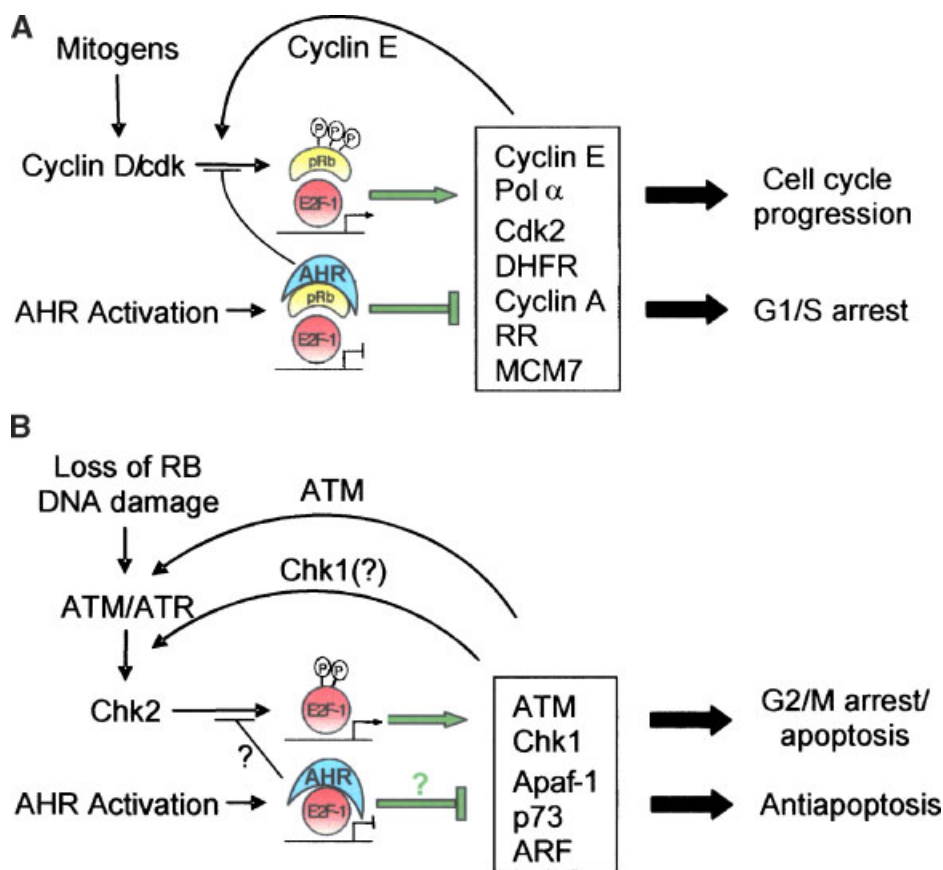 A
Mitogens
Cyclin E
Cyclin D/cdk
P P P
pRb
E2F-1
Cyclin E
Pol α
Cdk2
DHFR
Cyclin A
RR
MCM7
Cell cycle
progression
AHR Activation
AHR
pRb
E2F-1
G1/S arrest
B
Loss of RB
DNA damage
ATM
Chk1(?)
ATM/ATR
Chk2
P P
E2F-1
?
ATM
Chk1
Apaf-1
p73
ARF
G2/M arrest/
apoptosis
AHR Activation
AHR
E2F-1
?
Antiapoptosis